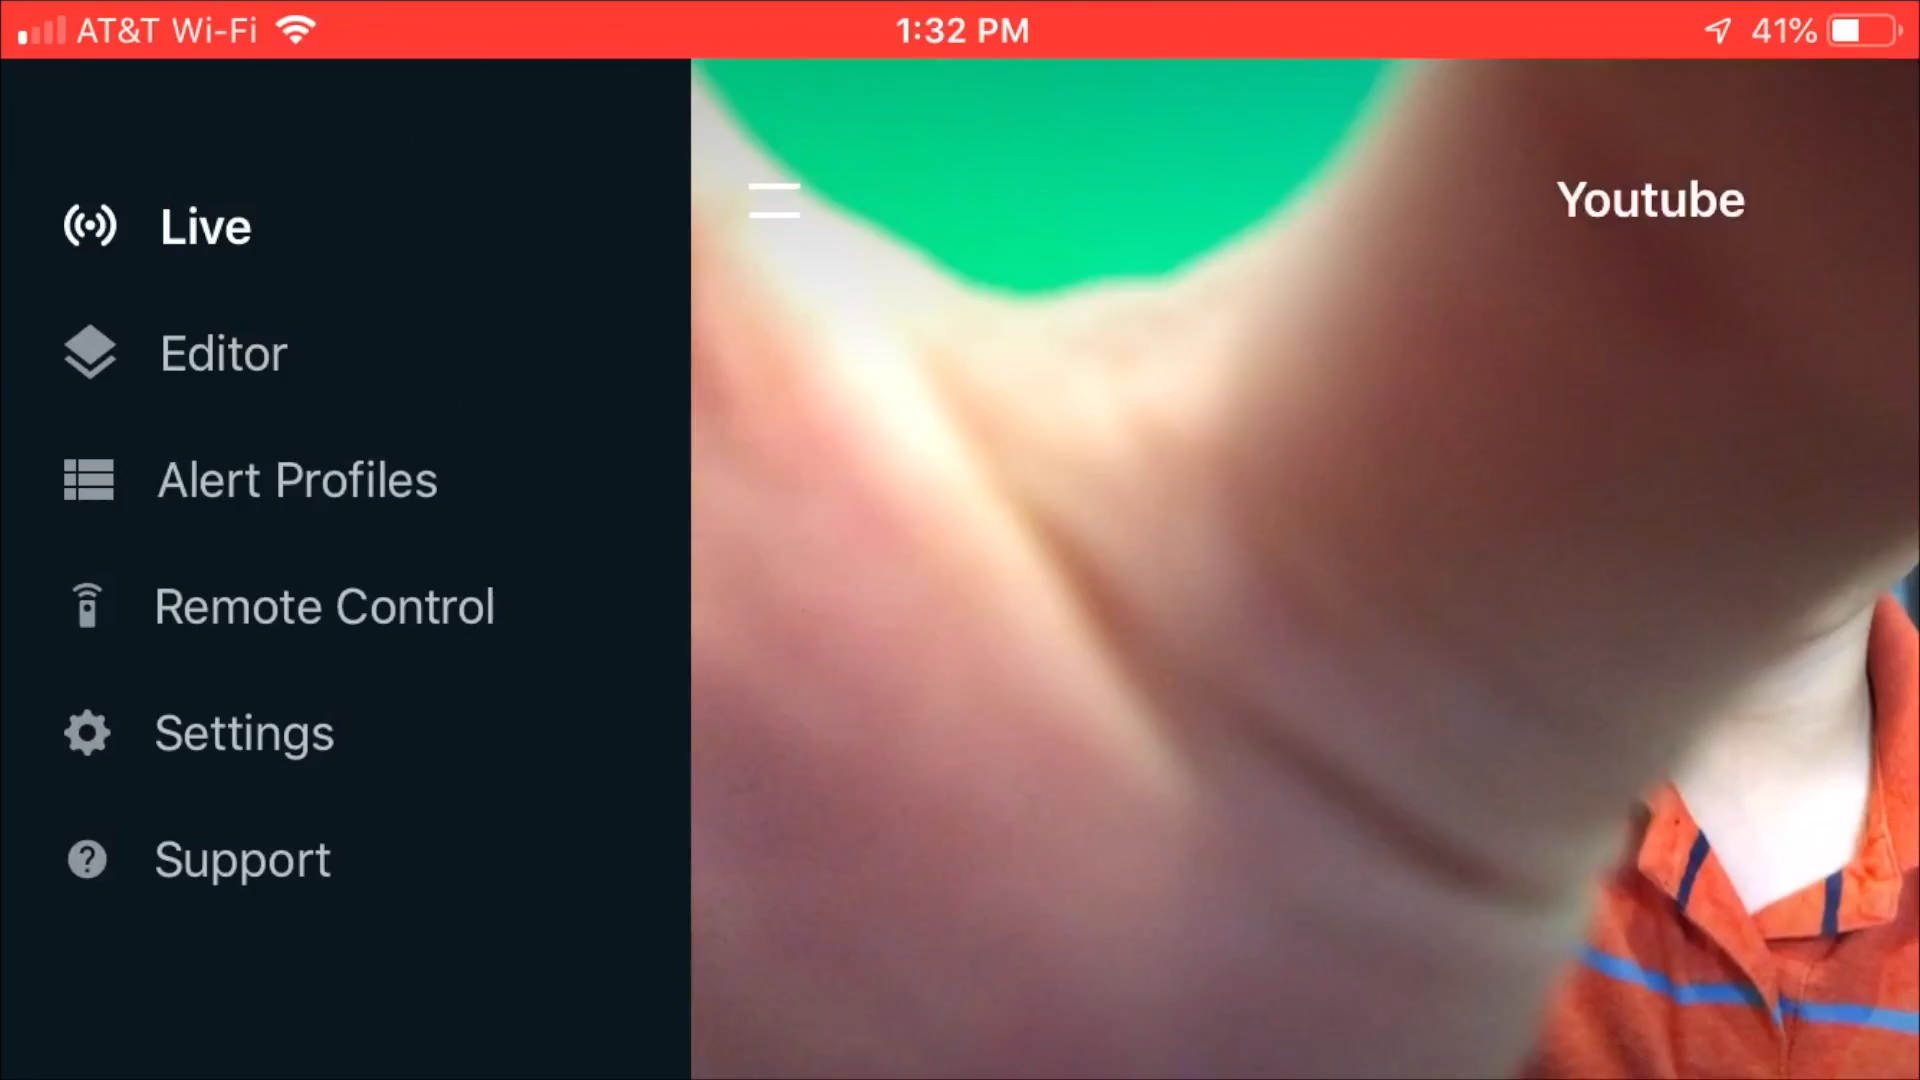 AT&T Wi-Fi 1:32 PM 41%
Youtube
Live
Editor
Alert Profiles
Remote Control
Settings
Support